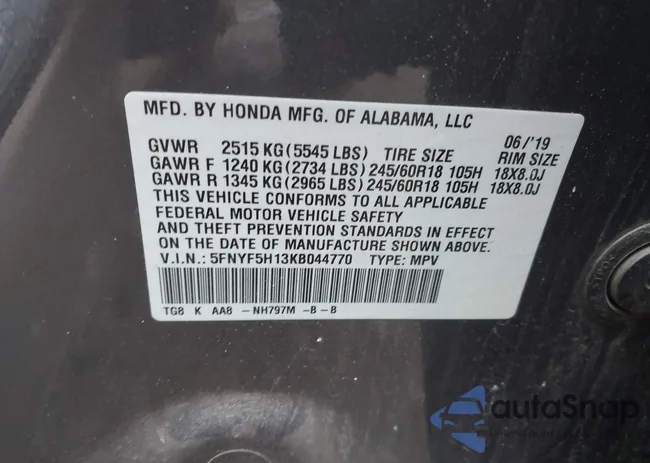 MFD. BY HONDA MFG. OF ALABAMA, LLC
06/'19
GVWR 2515 KG (5545 LBS) TIRE SIZE RIM SIZE
GAWR F 1240 KG (2734 LBS) 245/60R18 105H 18X8.0J
GAWR R 1345 KG (2965 LBS) 245/60R18 105H 18X8.0J
THIS VEHICLE CONFORMS TO ALL APPLICABLE
FEDERAL MOTOR VEHICLE SAFETY
AND THEFT PREVENTION STANDARDS IN EFFECT
ON THE DATE OF MANUFACTURE SHOWN ABOVE.
V.I.N.: 5FNYF5H13KB044770 TYPE: MPV
TG8 K AA8 - NH797M -B - B
autoSnap